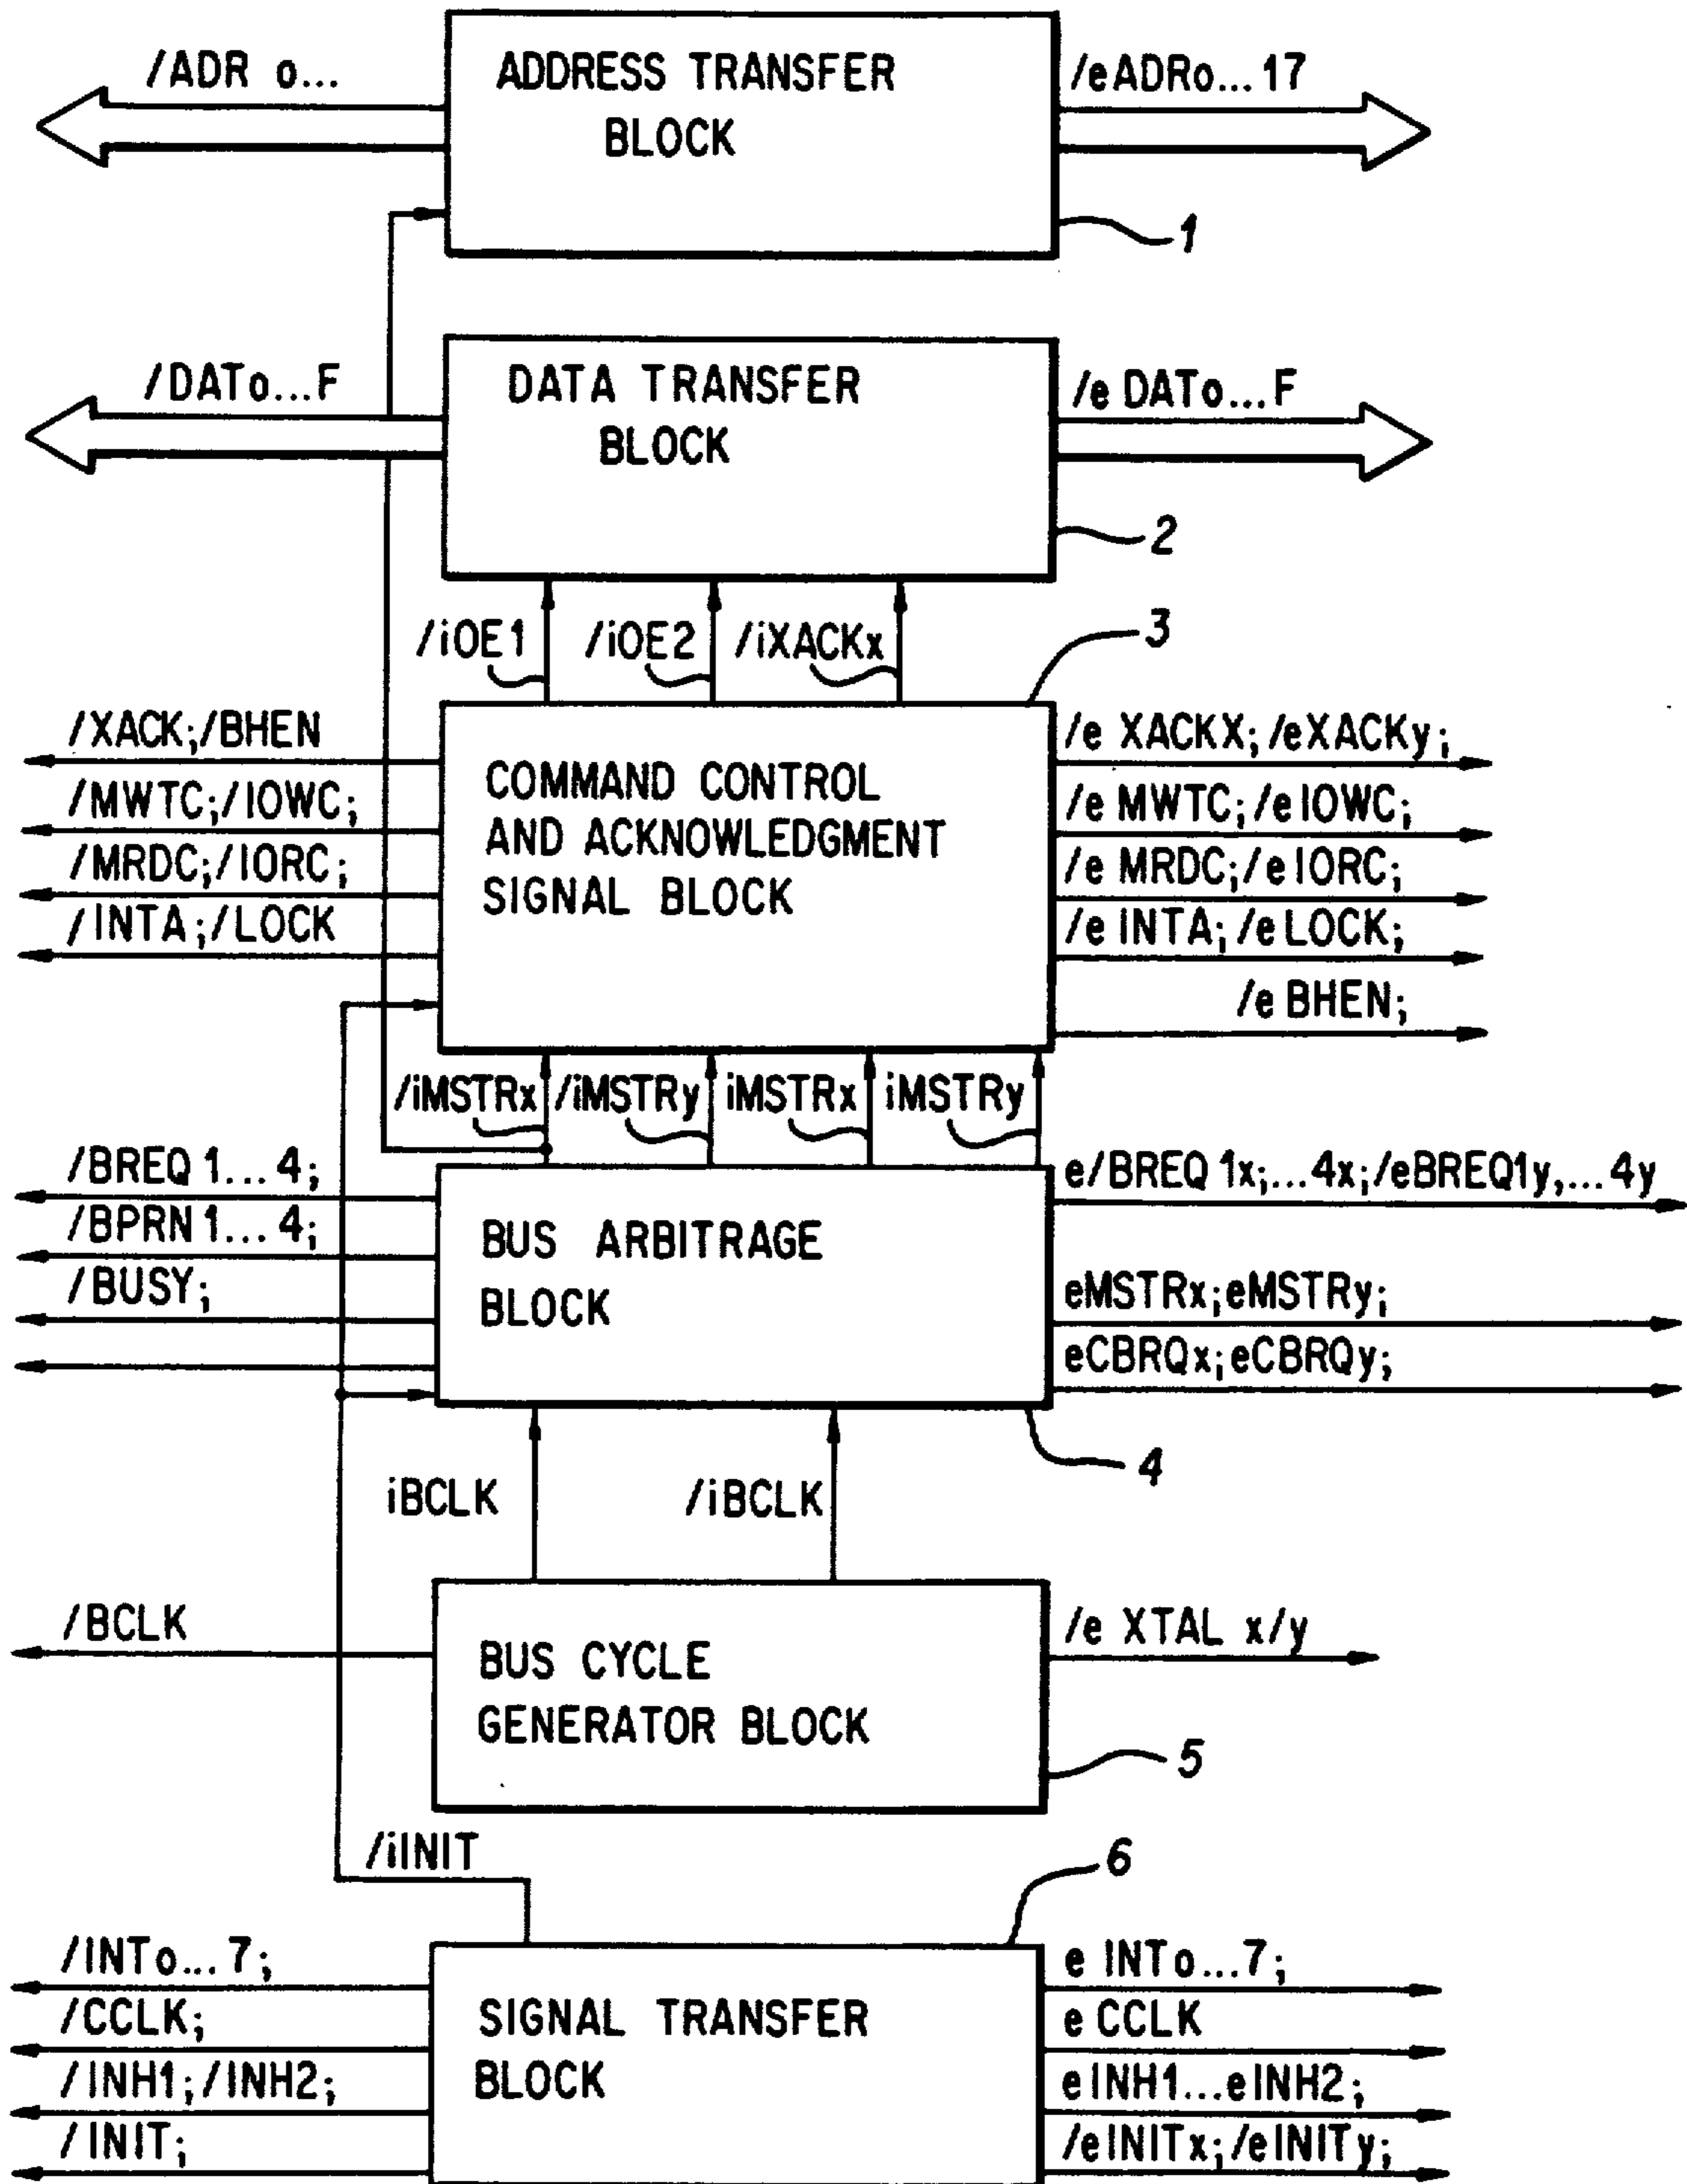 /ADR o...
ADDRESS TRANSFER
BLOCK
/eADRo...17
1
/DATo...F
DATA TRANSFER
BLOCK
/e DATo...F
2
/iOE1
/iOE2
/iXACKx
3
/XACK;/BHEN
/MWTC;/IOWC;
/MRDC;/IORC;
/INTA;/LOCK
COMMAND CONTROL
AND ACKNOWLEDGMENT
SIGNAL BLOCK
/e XACKX; /eXACKy;
/e MWTC; /e IOWC;
/e MRDC; /e IORC;
/e INTA; /e LOCK;
/e BHEN;
/iMSTRx
/iMSTRy
iMSTRx
iMSTRy
/BREQ 1...4;
/BPRN 1...4;
/BUSY;
BUS ARBITRAGE
BLOCK
e/BREQ 1x;...4x;/eBREQ1y,...4y
eMSTRx;eMSTRy;
eCBRQx;eCBRQy;
4
iBCLK
/iBCLK
/BCLK
BUS CYCLE
GENERATOR BLOCK
/e XTAL x/y
5
/iINIT
6
/INTo...7;
/CCLK;
/INH1;/INH2;
/INIT;
SIGNAL TRANSFER
BLOCK
e INTo...7;
e CCLK
eINH1...eINH2;
/eINITx;/eINITy;